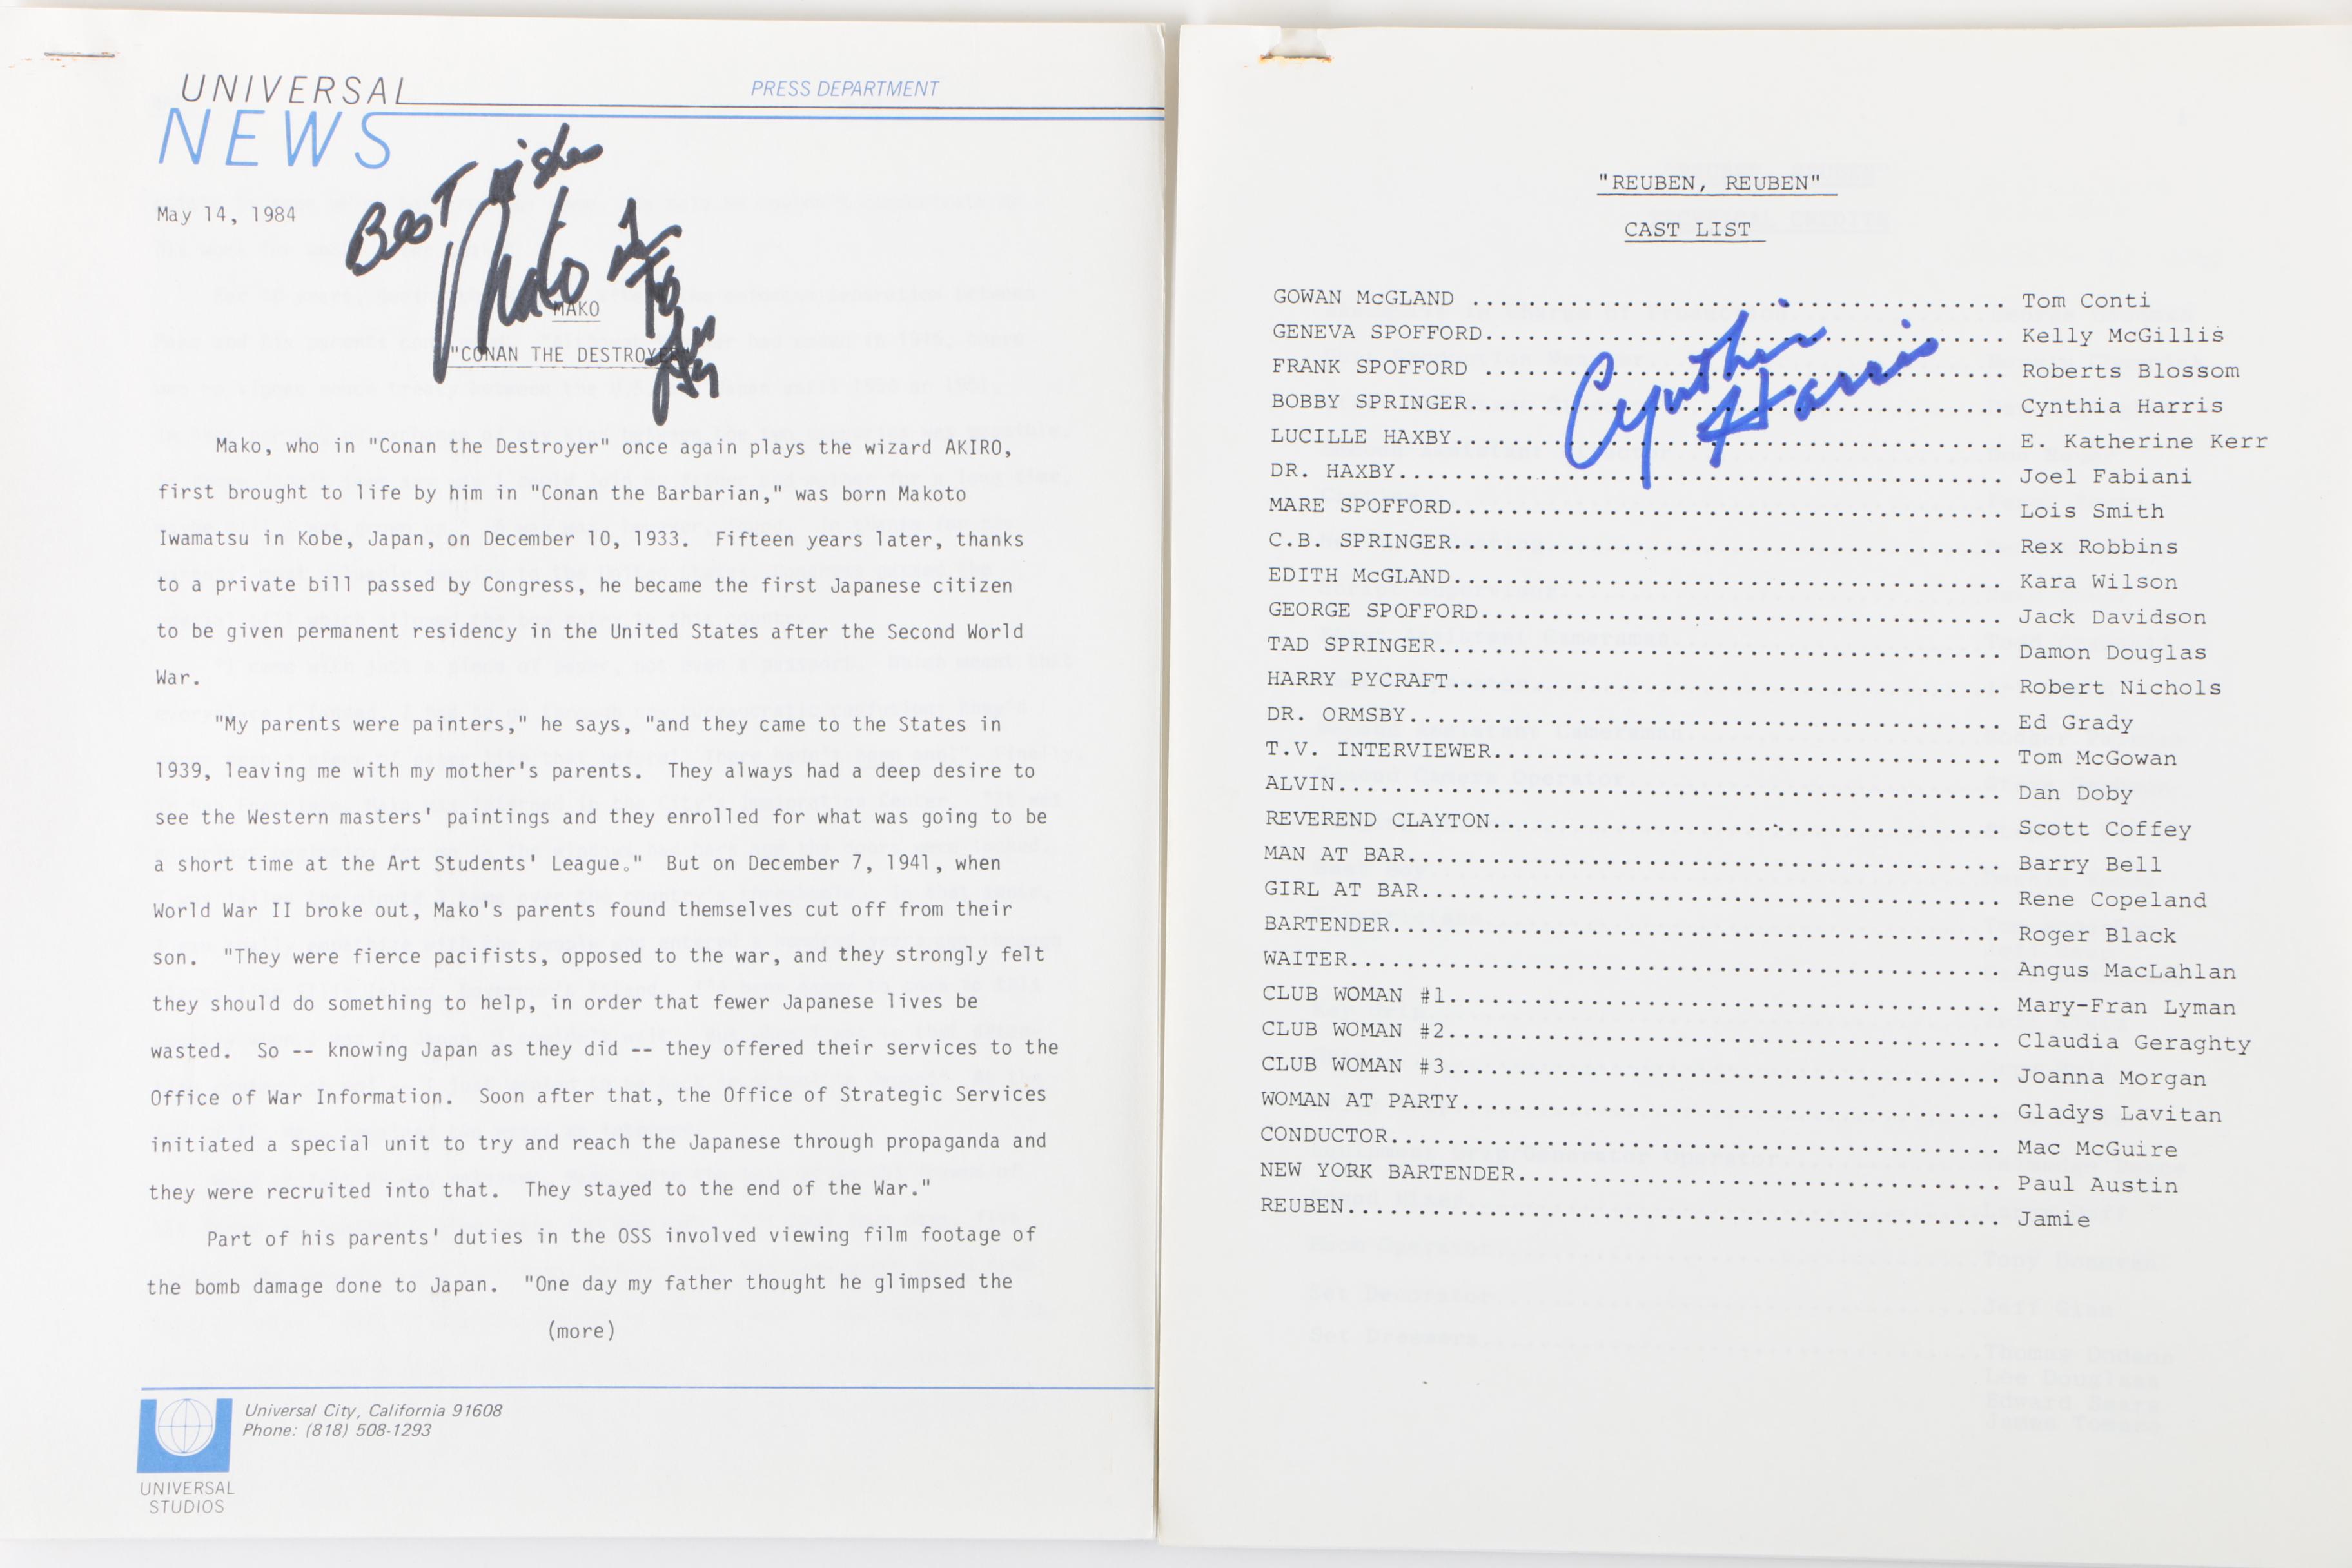 UNIVERSAL
NEWS
PRESS DEPARTMENT
May 14, 1984
Best wishes
Mako
MAKO
"CONAN THE DESTROYER"
Mako, who in "Conan the Destroyer" once again plays the wizard AKIRO,
first brought to life by him in "Conan the Barbarian," was born Makoto
Iwamatsu in Kobe, Japan, on December 10, 1933. Fifteen years later, thanks
to a private bill passed by Congress, he became the first Japanese citizen
to be given permanent residency in the United States after the Second World
War.
"My parents were painters," he says, "and they came to the States in
1939, leaving me with my mother's parents. They always had a deep desire to
see the Western masters' paintings and they enrolled for what was going to be
a short time at the Art Students' League." But on December 7, 1941, when
World War II broke out, Mako's parents found themselves cut off from their
son. "They were fierce pacifists, opposed to the war, and they strongly felt
they should do something to help, in order that fewer Japanese lives be
wasted. So -- knowing Japan as they did -- they offered their services to the
Office of War Information. Soon after that, the Office of Strategic Services
initiated a special unit to try and reach the Japanese through propaganda and
they were recruited into that. They stayed to the end of the War."
Part of his parents' duties in the OSS involved viewing film footage of
the bomb damage done to Japan. "One day my father thought he glimpsed the
(more)
Universal City, California 91608
Phone: (818) 508-1293
UNIVERSAL
STUDIOS
"REUBEN, REUBEN"
CAST LIST
Cynthia
Harris
GOWAN McGLAND ...................................... Tom Conti
GENEVA SPOFFORD..................................... Kelly McGillis
FRANK SPOFFORD ..................................... Roberts Blossom
BOBBY SPRINGER...................................... Cynthia Harris
LUCILLE HAXBY....................................... E. Katherine Kerr
DR. HAXBY........................................... Joel Fabiani
MARE SPOFFORD....................................... Lois Smith
C.B. SPRINGER....................................... Rex Robbins
EDITH McGLAND....................................... Kara Wilson
GEORGE SPOFFORD..................................... Jack Davidson
TAD SPRINGER........................................ Damon Douglas
HARRY PYCRAFT....................................... Robert Nichols
DR. ORMSBY.......................................... Ed Grady
T.V. INTERVIEWER.................................... Tom McGowan
ALVIN............................................... Dan Doby
REVEREND CLAYTON.................................... Scott Coffey
MAN AT BAR.......................................... Barry Bell
GIRL AT BAR......................................... Rene Copeland
BARTENDER........................................... Roger Black
WAITER.............................................. Angus MacLahlan
CLUB WOMAN #1....................................... Mary-Fran Lyman
CLUB WOMAN #2....................................... Claudia Geraghty
CLUB WOMAN #3....................................... Joanna Morgan
WOMAN AT PARTY...................................... Gladys Lavitan
CONDUCTOR........................................... Mac McGuire
NEW YORK BARTENDER.................................. Paul Austin
REUBEN.............................................. Jamie